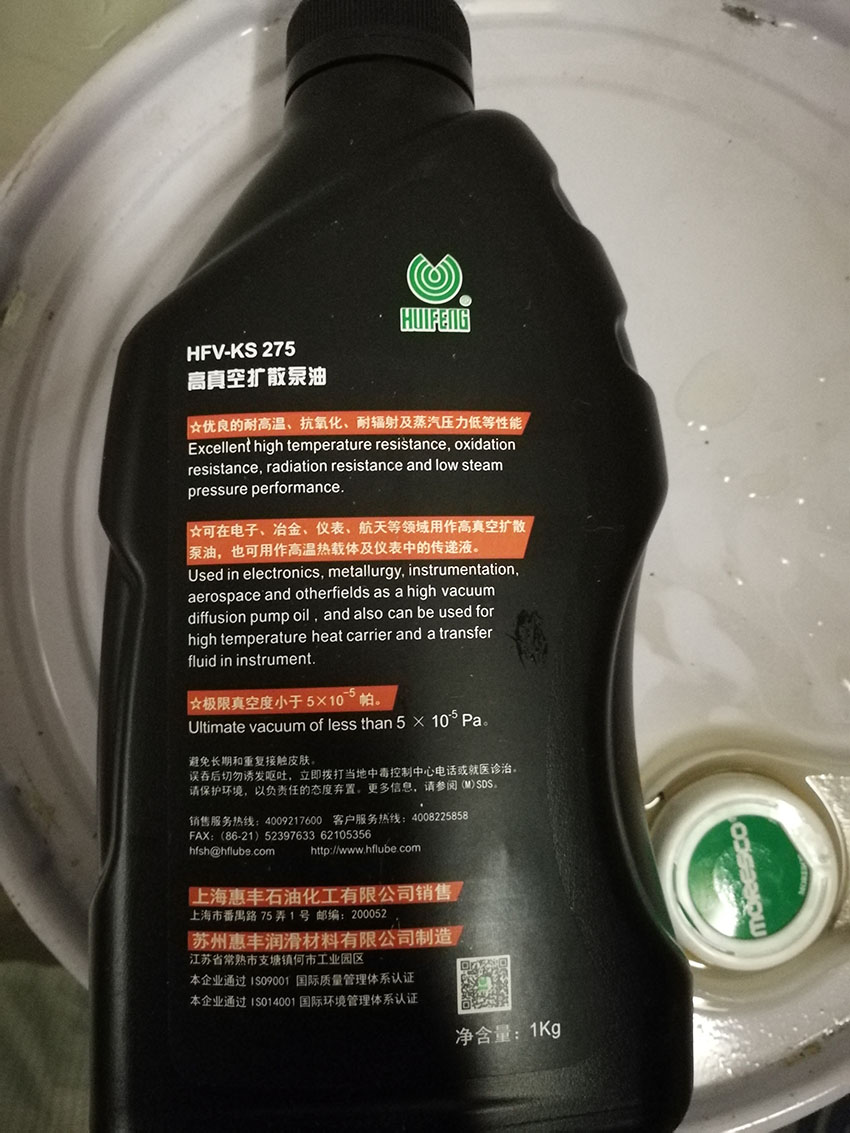 HUIFENG
HFV-KS 275
高真空扩散泵油
☆优良的耐高温、抗氧化、耐辐射及蒸汽压力低等性能
Excellent high temperature resistance, oxidation
resistance, radiation resistance and low steam
pressure performance.
☆可在电子、冶金、仪表、航天等领域用作高真空扩散
泵油，也可用作高温热载体及仪表中的传递液。
Used in electronics, metallurgy, instrumentation,
aerospace and otherfields as a high vacuum
diffusion pump oil , and also can be used for
high temperature heat carrier and a transfer
fluid in instrument.
☆极限真空度小于 5×10⁻⁵ 帕。
Ultimate vacuum of less than 5 × 10⁻⁵ Pa。
避免长期和重复接触皮肤。
误吞后切勿诱发呕吐，立即拨打当地中毒控制中心电话或就医诊治。
请保护环境，以负责任的态度弃置。更多信息，请参阅(M)SDS。
销售服务热线：4009217600 客户服务热线：4008225858
FAX：(86-21) 52397633 62105356
hfsh@hflube.com http://www.hflube.com
上海惠丰石油化工有限公司销售
上海市番禺路 75 弄 1 号 邮编：200052
苏州惠丰润滑材料有限公司制造
江苏省常熟市支塘镇何市工业园区
本企业通过 ISO9001 国际质量管理体系认证
本企业通过 ISO14001 国际环境管理体系认证
净含量：1Kg
moresco